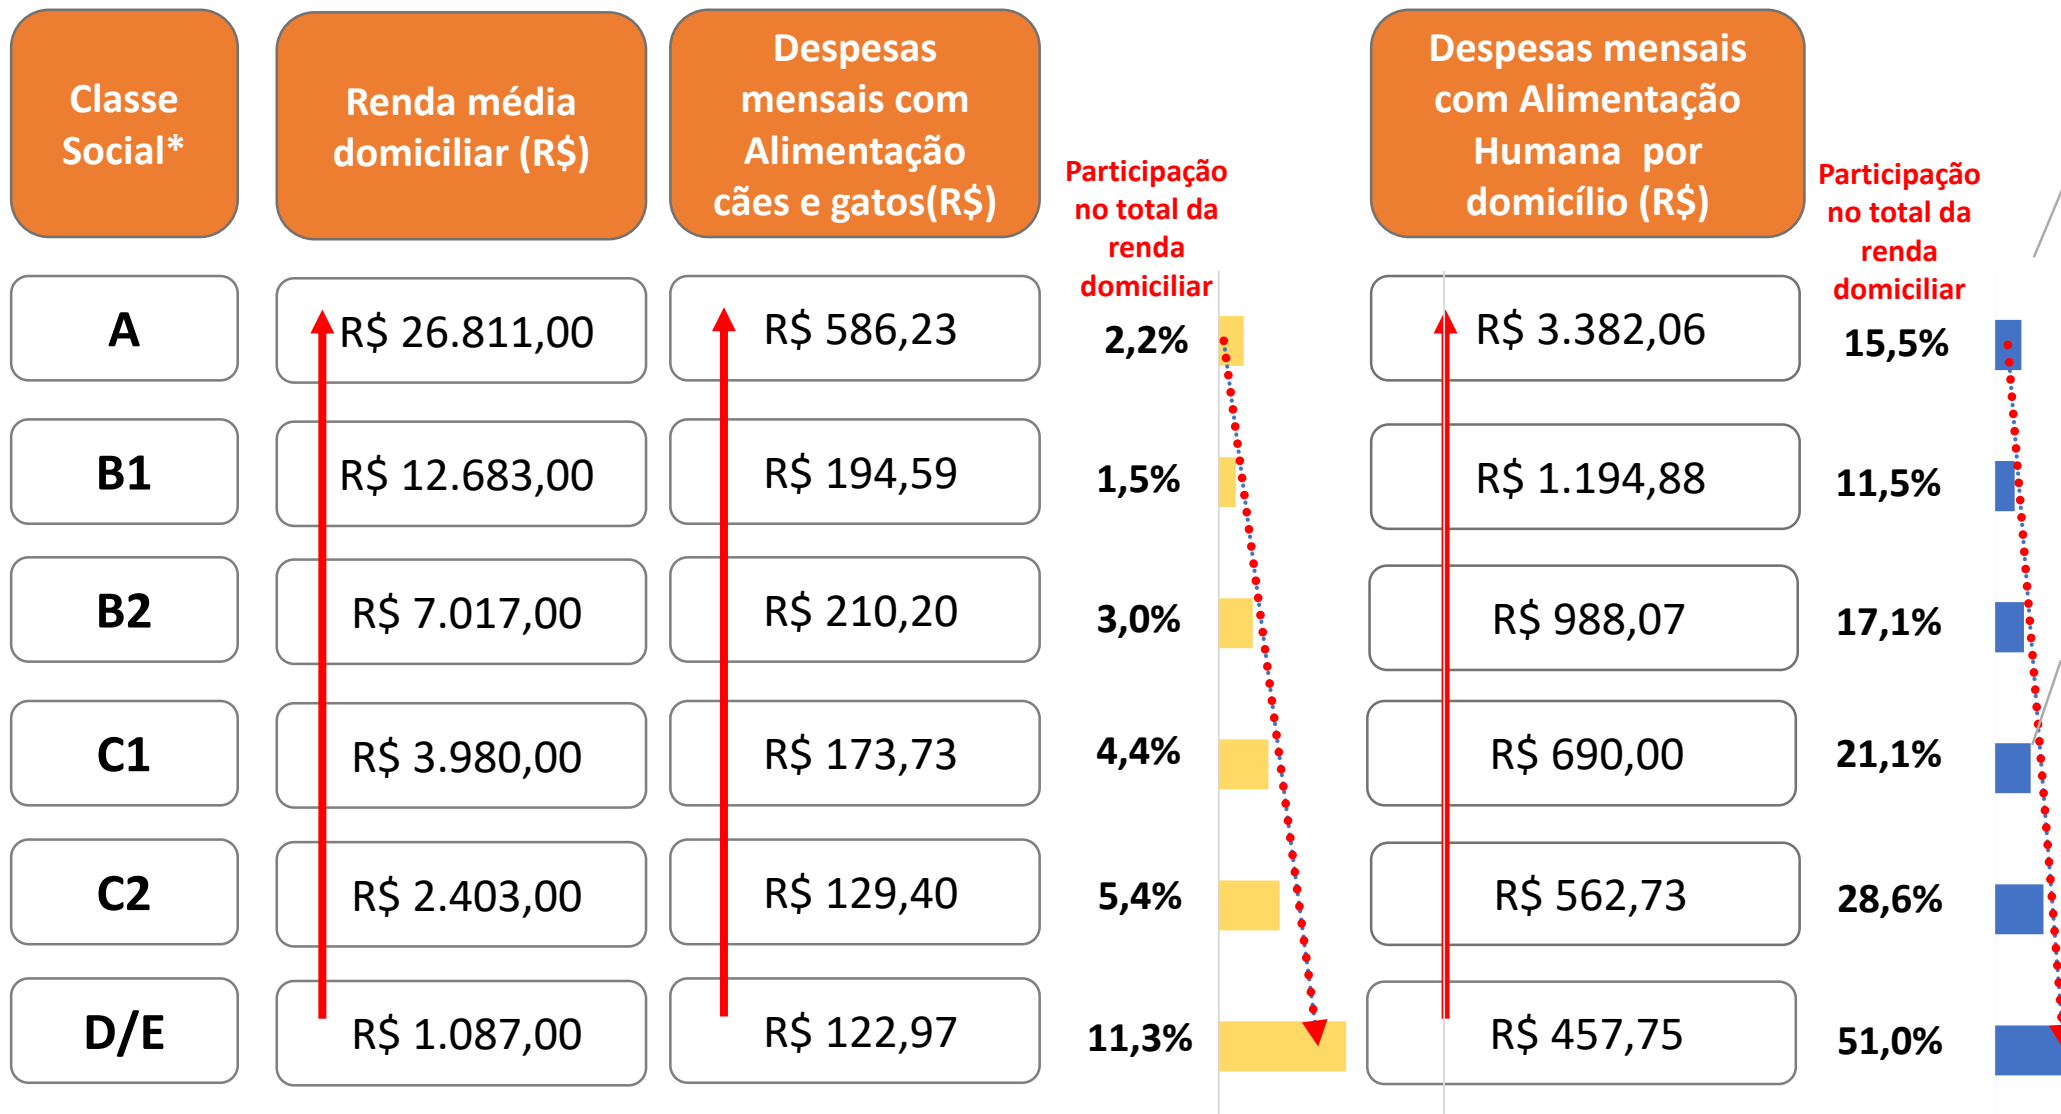 Classe
Social*
Renda média
domiciliar (R$)
Despesas
mensais com
Alimentação
cães e gatos(R$)
Participação
no total da
renda
domiciliar
Despesas mensais
com Alimentação
Humana por
domicílio (R$)
Participação
no total da
renda
domiciliar
A
R$ 26.811,00
R$ 586,23
2,2%
R$ 3.382,06
15,5%
B1
R$ 12.683,00
R$ 194,59
1,5%
R$ 1.194,88
11,5%
B2
R$ 7.017,00
R$ 210,20
3,0%
R$ 988,07
17,1%
C1
R$ 3.980,00
R$ 173,73
4,4%
R$ 690,00
21,1%
C2
R$ 2.403,00
R$ 129,40
5,4%
R$ 562,73
28,6%
D/E
R$ 1.087,00
R$ 122,97
11,3%
R$ 457,75
51,0%